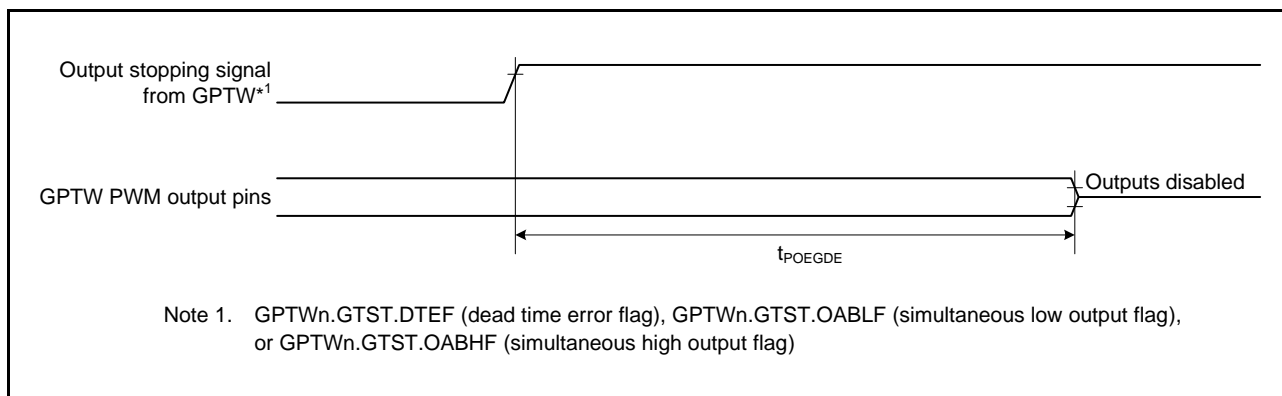 Output stopping signal
from GPTW*1
GPTW PWM output pins
Outputs disabled
tPOEGDE
Note 1. GPTWn.GTST.DTEF (dead time error flag), GPTWn.GTST.OABLF (simultaneous low output flag),
or GPTWn.GTST.OABHF (simultaneous high output flag)